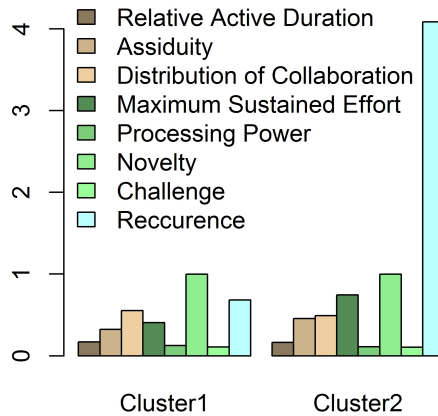 Relative Active Duration
Assiduity
Distribution of Collaboration
Maximum Sustained Effort
Processing Power
Novelty
Challenge
Reccurence
4
3
2
1
0
Cluster1
Cluster2